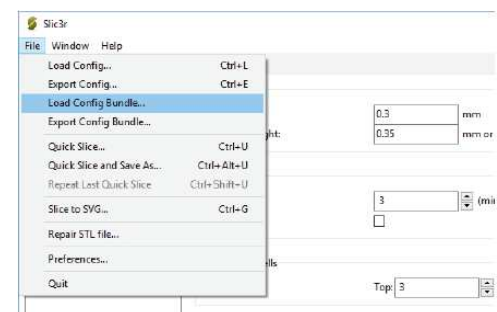 Slic3r
File Window Help
Load Config... Ctrl+L
Export Config... Ctrl+E
Load Config Bundle...
Export Config Bundle...
0.3 mm
ght: 0.35 mm or
Quick Slice... Ctrl+U
Quick Slice and Save As... Ctrl+Alt+U
Repeat Last Quick Slice Ctrl+Shift+U
3 (mi
Slice to SVG... Ctrl+G
Repair STL file...
Preferences...
lls
Quit
Top: 3